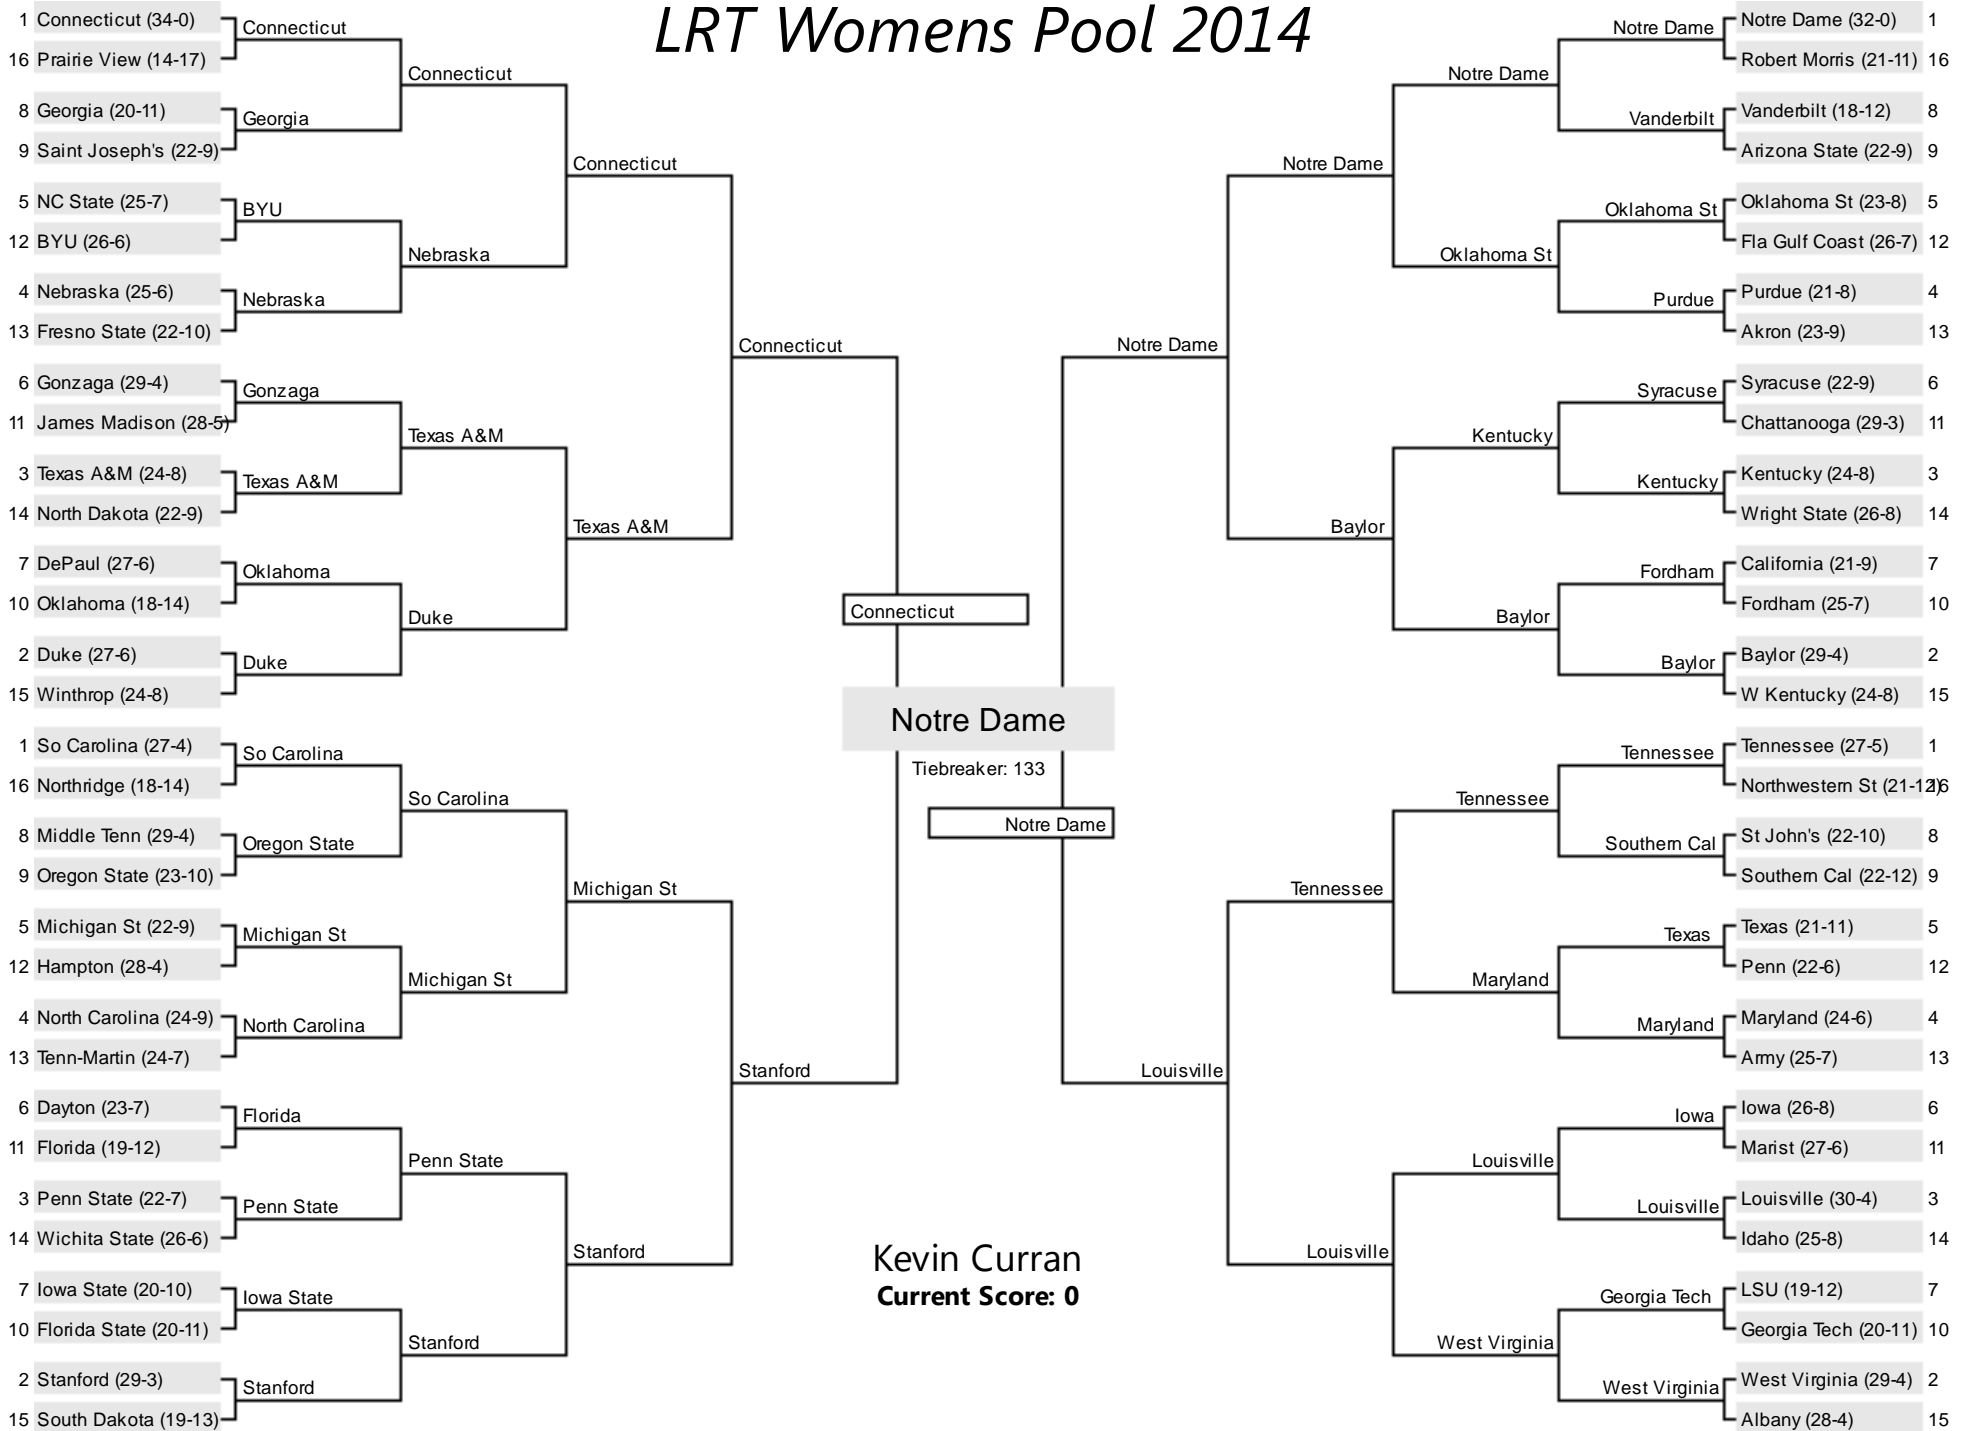 LRT Womens Pool 2014
1 Connecticut (34-0)
16 Prairie View (14-17)
8 Georgia (20-11)
9 Saint Joseph's (22-9)
5 NC State (25-7)
12 BYU (26-6)
4 Nebraska (25-6)
13 Fresno State (22-10)
6 Gonzaga (29-4)
11 James Madison (28-5)
3 Texas A&M (24-8)
14 North Dakota (22-9)
7 DePaul (27-6)
10 Oklahoma (18-14)
2 Duke (27-6)
15 Winthrop (24-8)
1 So Carolina (27-4)
16 Northridge (18-14)
8 Middle Tenn (29-4)
9 Oregon State (23-10)
5 Michigan St (22-9)
12 Hampton (28-4)
4 North Carolina (24-9)
13 Tenn-Martin (24-7)
6 Dayton (23-7)
11 Florida (19-12)
3 Penn State (22-7)
14 Wichita State (26-6)
7 Iowa State (20-10)
10 Florida State (20-11)
2 Stanford (29-3)
15 South Dakota (19-13)
Connecticut
Georgia
BYU
Nebraska
Gonzaga
Texas A&M
Oklahoma
Duke
So Carolina
Oregon State
Michigan St
North Carolina
Florida
Penn State
Iowa State
Stanford
Connecticut
Nebraska
Texas A&M
Duke
So Carolina
Michigan St
Penn State
Stanford
Connecticut
Texas A&M
Michigan St
Stanford
Connecticut
Stanford
Connecticut
Notre Dame
Tiebreaker: 133
Notre Dame
Kevin Curran
Current Score: 0
Notre Dame
Louisville
Notre Dame
Baylor
Tennessee
Louisville
Notre Dame
Oklahoma St
Kentucky
Baylor
Tennessee
Maryland
Louisville
West Virginia
Notre Dame
Vanderbilt
Oklahoma St
Purdue
Syracuse
Kentucky
Fordham
Baylor
Tennessee
Southern Cal
Texas
Maryland
Iowa
Louisville
Georgia Tech
West Virginia
Notre Dame (32-0) 1
Robert Morris (21-11) 16
Vanderbilt (18-12) 8
Arizona State (22-9) 9
Oklahoma St (23-8) 5
Fla Gulf Coast (26-7) 12
Purdue (21-8) 4
Akron (23-9) 13
Syracuse (22-9) 6
Chattanooga (29-3) 11
Kentucky (24-8) 3
Wright State (26-8) 14
California (21-9) 7
Fordham (25-7) 10
Baylor (29-4) 2
W Kentucky (24-8) 15
Tennessee (27-5) 1
Northwestern St (21-12) 16
St John's (22-10) 8
Southern Cal (22-12) 9
Texas (21-11) 5
Penn (22-6) 12
Maryland (24-6) 4
Army (25-7) 13
Iowa (26-8) 6
Marist (27-6) 11
Louisville (30-4) 3
Idaho (25-8) 14
LSU (19-12) 7
Georgia Tech (20-11) 10
West Virginia (29-4) 2
Albany (28-4) 15